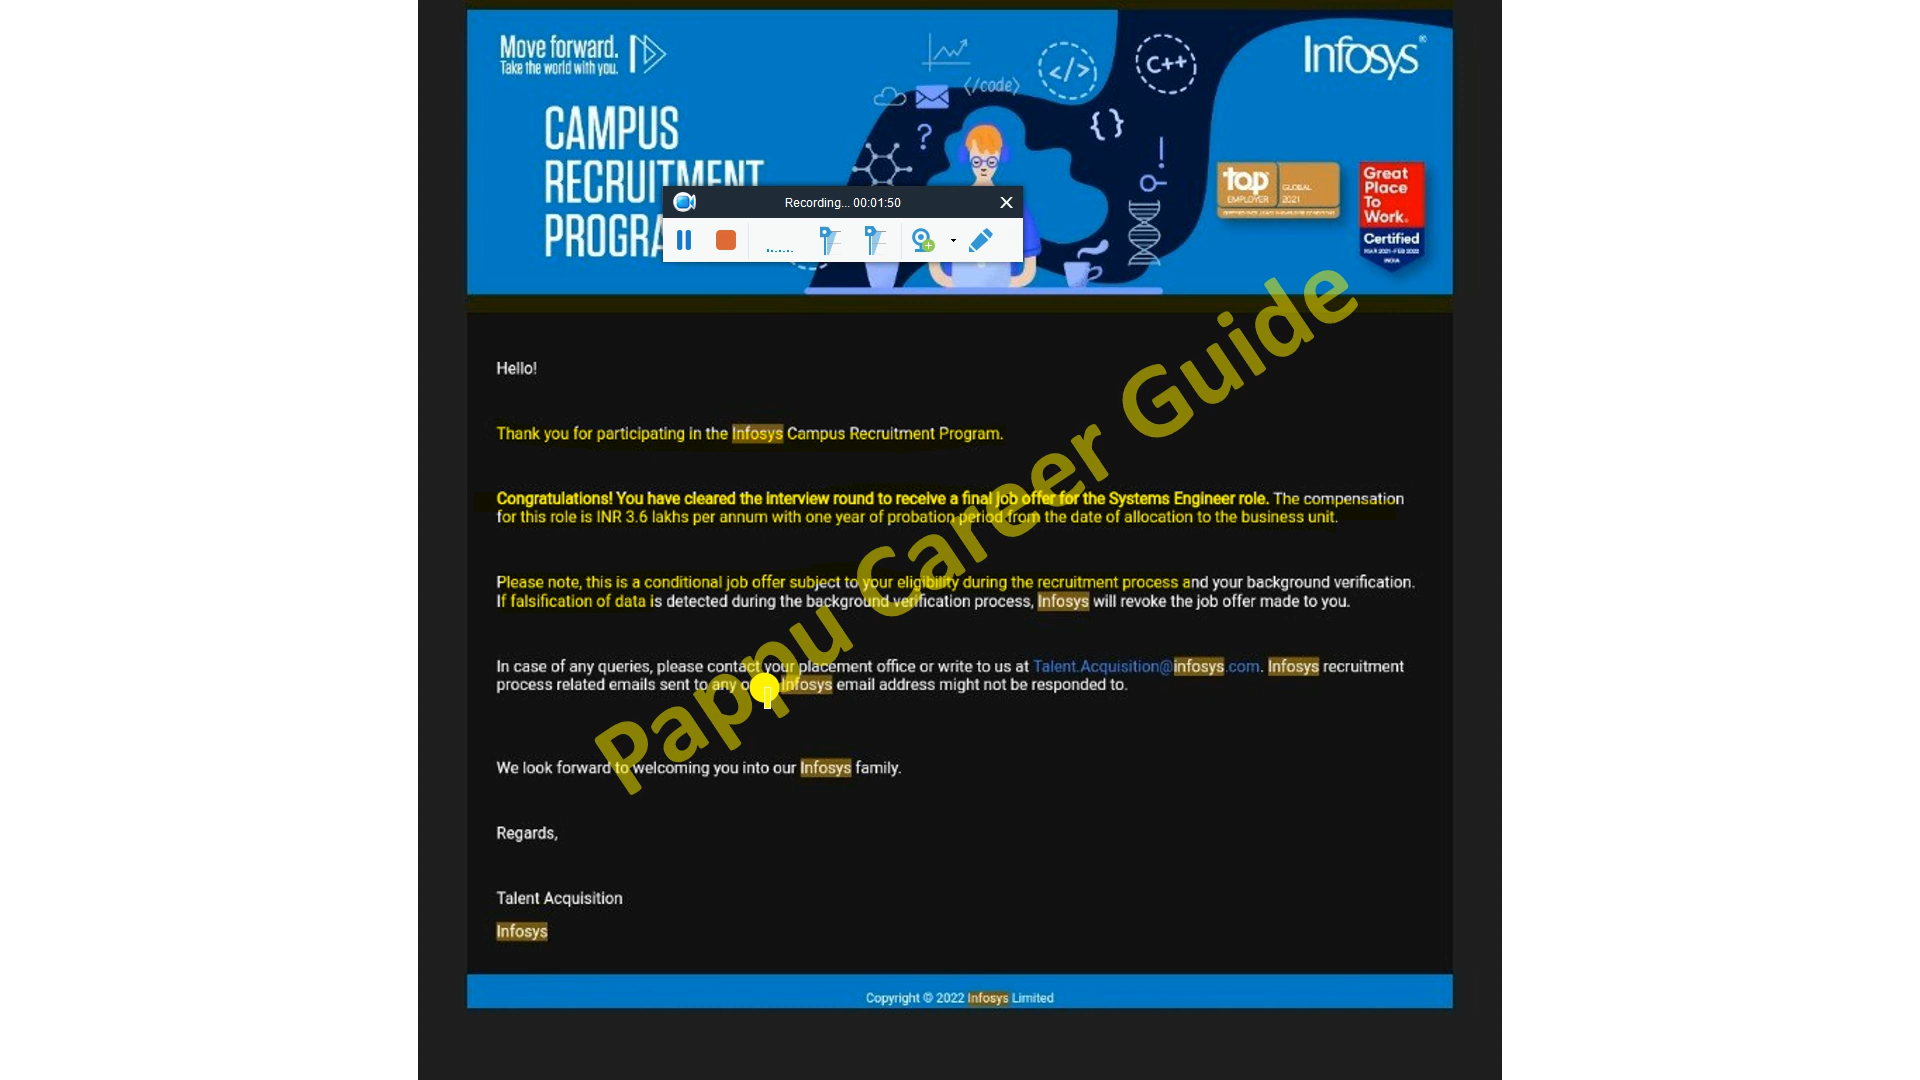 Move forward.
Take the world with you.
Infosys®
</code>
</>
C++
{ }
?
!
CAMPUS
RECRUITMENT
PROGRA
top
EMPLOYER
GLOBAL
2021
Great
Place
To
Work.
Certified
MAR 2021-FEB 2022
INDIA
Recording... 00:01:50
Hello!
Thank you for participating in the Infosys Campus Recruitment Program.
Congratulations! You have cleared the interview round to receive a final job offer for the Systems Engineer role. The compensation
for this role is INR 3.6 lakhs per annum with one year of probation period from the date of allocation to the business unit.
Please note, this is a conditional job offer subject to your eligibility during the recruitment process and your background verification.
If falsification of data is detected during the background verification process, Infosys will revoke the job offer made to you.
In case of any queries, please contact your placement office or write to us at Talent.Acquisition@infosys.com. Infosys recruitment
process related emails sent to any Infosys email address might not be responded to.
We look forward to welcoming you into our Infosys family.
Regards,
Talent Acquisition
Infosys
Copyright © 2022 Infosys Limited
Pappu Career Guide